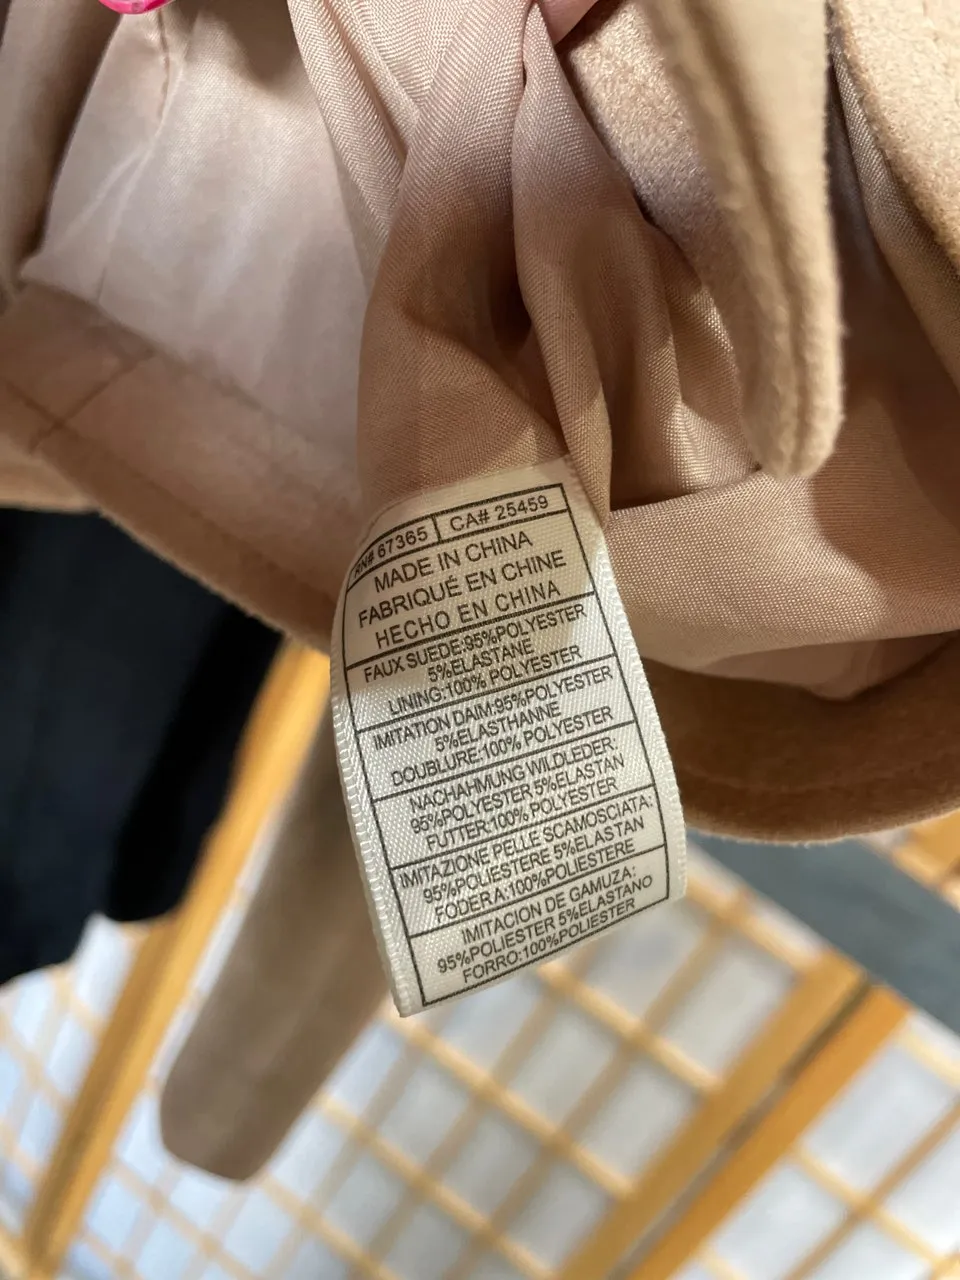 RN# 67365 CA# 25459
MADE IN CHINA
FABRIQUÉ EN CHINE
HECHO EN CHINA
FAUX SUEDE:95%POLYESTER
5%ELASTANE
LINING:100% POLYESTER
IMITATION DAIM:95%POLYESTER
5%ELASTHANNE
DOUBLURE:100% POLYESTER
NACHAHMUNG WILDLEDER:
95%POLYESTER 5%ELASTAN
FUTTER:100% POLYESTER
IMITAZIONE PELLE SCAMOSCIATA:
95%POLIESTERE 5%ELASTAN
FODERA:100%POLIESTERE
IMITACION DE GAMUZA:
95%POLIESTER 5%ELASTANO
FORRO:100%POLIESTER